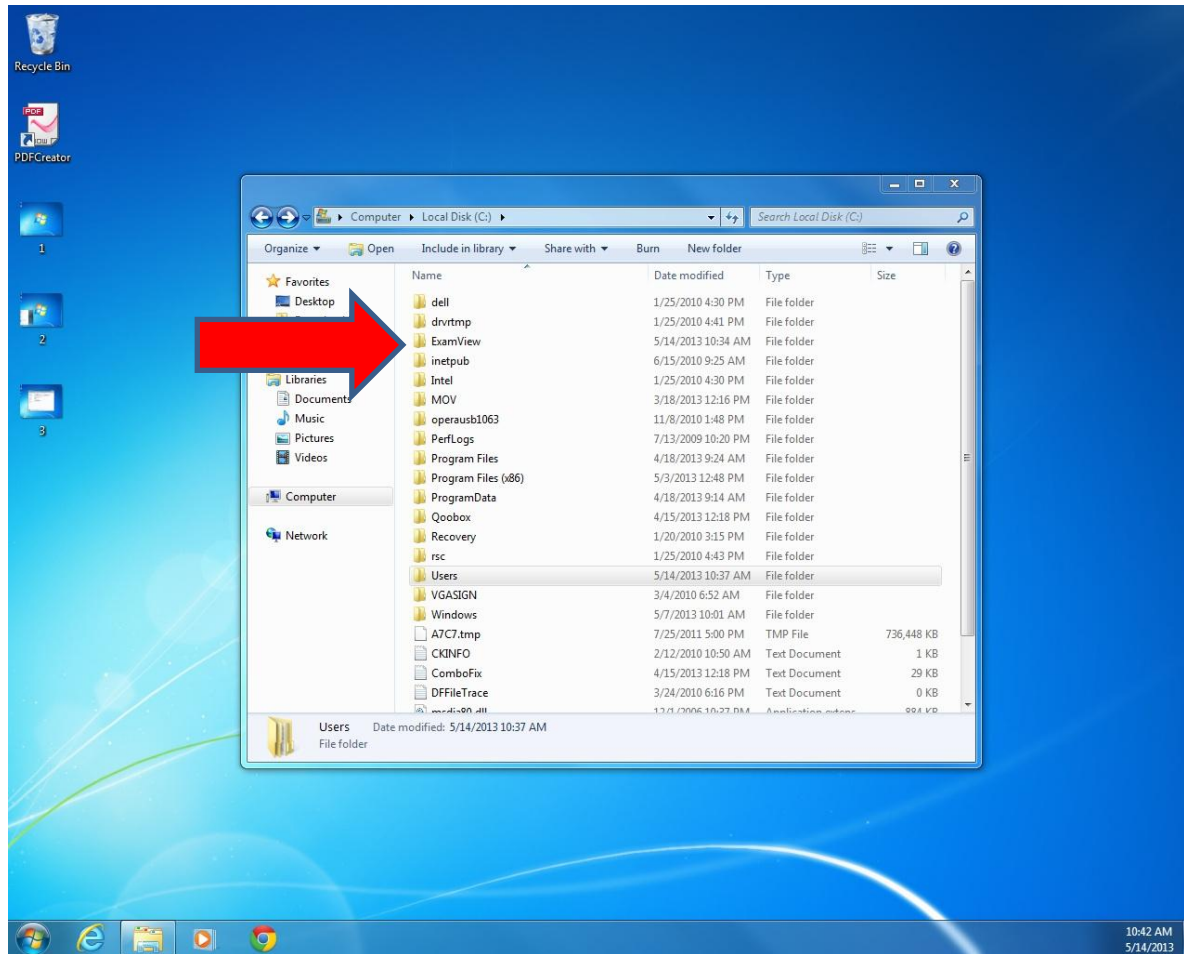 Recycle Bin
PDF
PDFCreator
1
2
3
Computer Local Disk (C:)
Search Local Disk (C:)
Organize Open Include in library Share with Burn New folder
Favorites
Desktop
Libraries
Documents
Music
Pictures
Videos
Computer
Network
Name Date modified Type Size
dell 1/25/2010 4:30 PM File folder
drvrtmp 1/25/2010 4:41 PM File folder
ExamView 5/14/2013 10:34 AM File folder
inetpub 6/15/2010 9:25 AM File folder
Intel 1/25/2010 4:30 PM File folder
MOV 3/18/2013 12:16 PM File folder
operausb1063 11/8/2010 1:48 PM File folder
PerfLogs 7/13/2009 10:20 PM File folder
Program Files 4/18/2013 9:24 AM File folder
Program Files (x86) 5/3/2013 12:48 PM File folder
ProgramData 4/18/2013 9:14 AM File folder
Qoobox 4/15/2013 12:18 PM File folder
Recovery 1/20/2010 3:15 PM File folder
rsc 1/25/2010 4:43 PM File folder
Users 5/14/2013 10:37 AM File folder
VGASIGN 3/4/2010 6:52 AM File folder
Windows 5/7/2013 10:01 AM File folder
A7C7.tmp 7/25/2011 5:00 PM TMP File 736,448 KB
CKINFO 2/12/2010 10:50 AM Text Document 1 KB
ComboFix 4/15/2013 12:18 PM Text Document 29 KB
DFFileTrace 3/24/2010 6:16 PM Text Document 0 KB
Users Date modified: 5/14/2013 10:37 AM
File folder
10:42 AM
5/14/2013